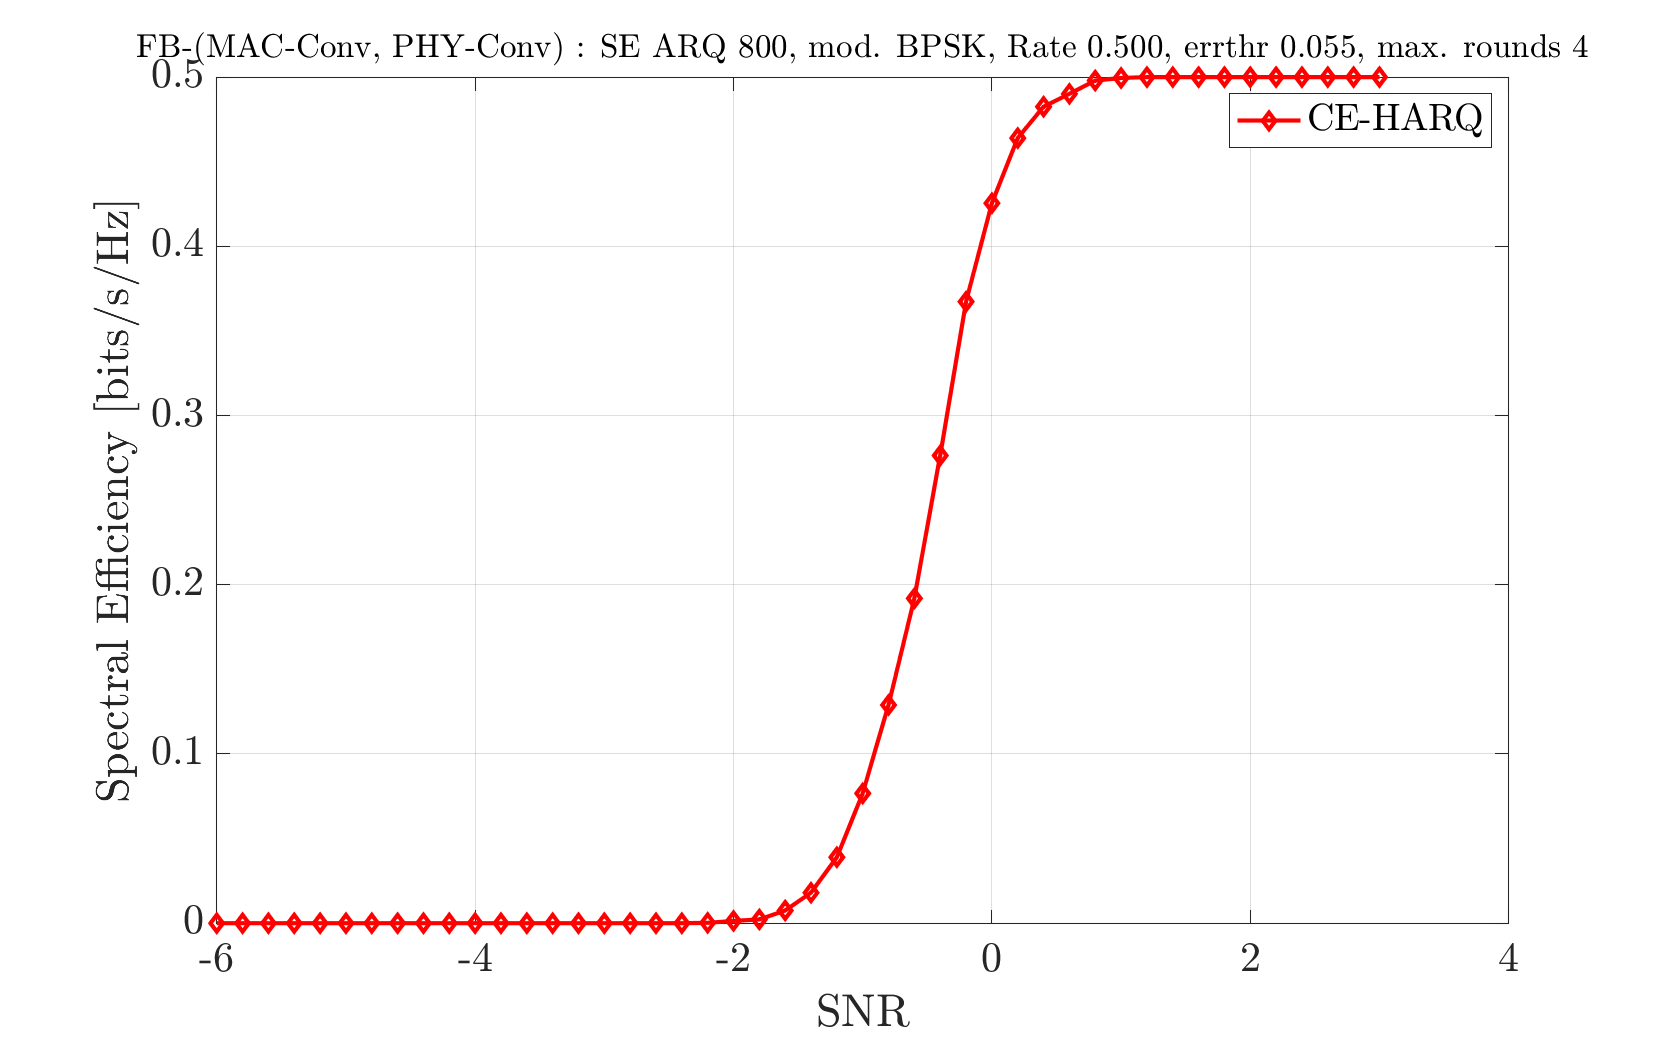 FB-(MAC-Conv, PHY-Conv) : SE ARQ 800, mod. BPSK, Rate 0.500, errthr 0.055, max. rounds 4
0.5
0.4
0.3
0.2
0.1
0
Spectral Efficiency [bits/s/Hz]
CE-HARQ
-6 -4 -2 0 2 4
SNR